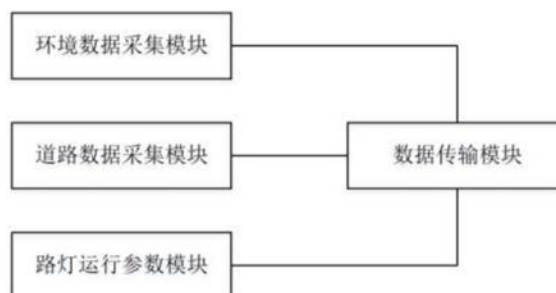 环境数据采集模块
道路数据采集模块
数据传输模块
路灯运行参数模块